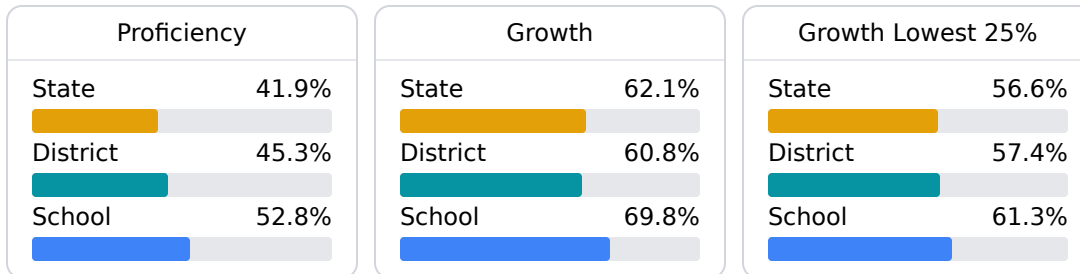 Proficiency
State 41.9%
District 45.3%
School 52.8%
Growth
State 62.1%
District 60.8%
School 69.8%
Growth Lowest 25%
State 56.6%
District 57.4%
School 61.3%